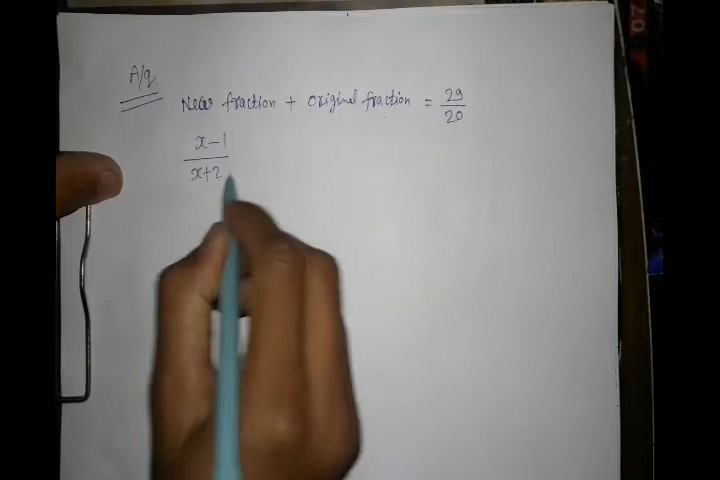 A/q
New fraction + original fraction = 29/20
x-1/x+2